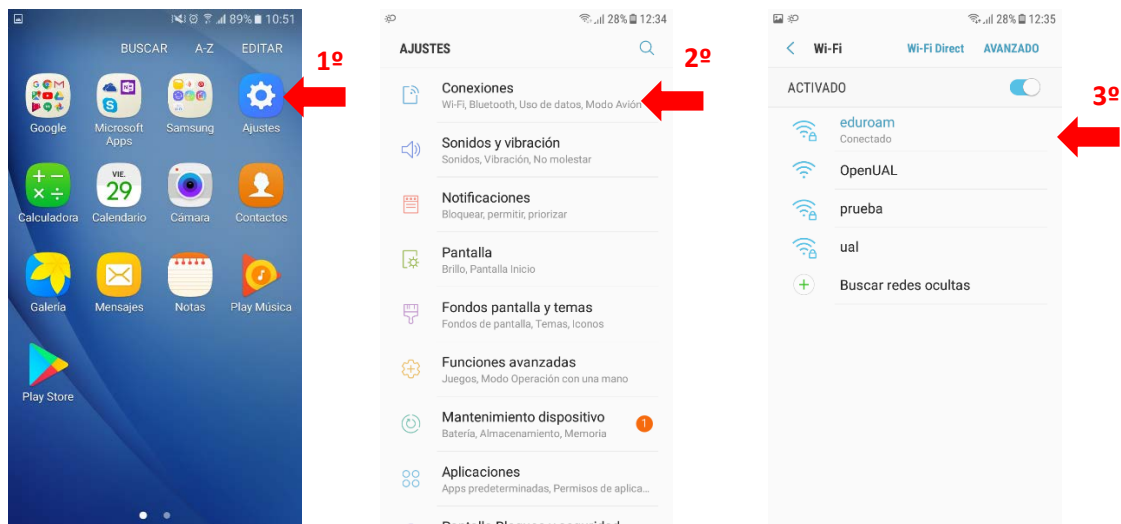 89% 10:51
BUSCAR A-Z EDITAR
1º
Google Microsoft Apps Samsung Ajustes
VIE.
29
Calculadora Calendario Cámara Contactos
Galería Mensajes Notas Play Música
Play Store
28% 12:34
AJUSTES
2º
Conexiones
Wi-Fi, Bluetooth, Uso de datos, Modo Avión
Sonidos y vibración
Sonidos, Vibración, No molestar
Notificaciones
Bloquear, permitir, priorizar
Pantalla
Brillo, Pantalla Inicio
Fondos pantalla y temas
Fondos de pantalla, Temas, Iconos
Funciones avanzadas
Juegos, Modo Operación con una mano
Mantenimiento dispositivo
1
Batería, Almacenamiento, Memoria
Aplicaciones
Apps predeterminadas, Permisos de aplica...
28% 12:35
Wi-Fi Wi-Fi Direct AVANZADO
ACTIVADO
3º
eduroam
Conectado
OpenUAL
prueba
ual
Buscar redes ocultas